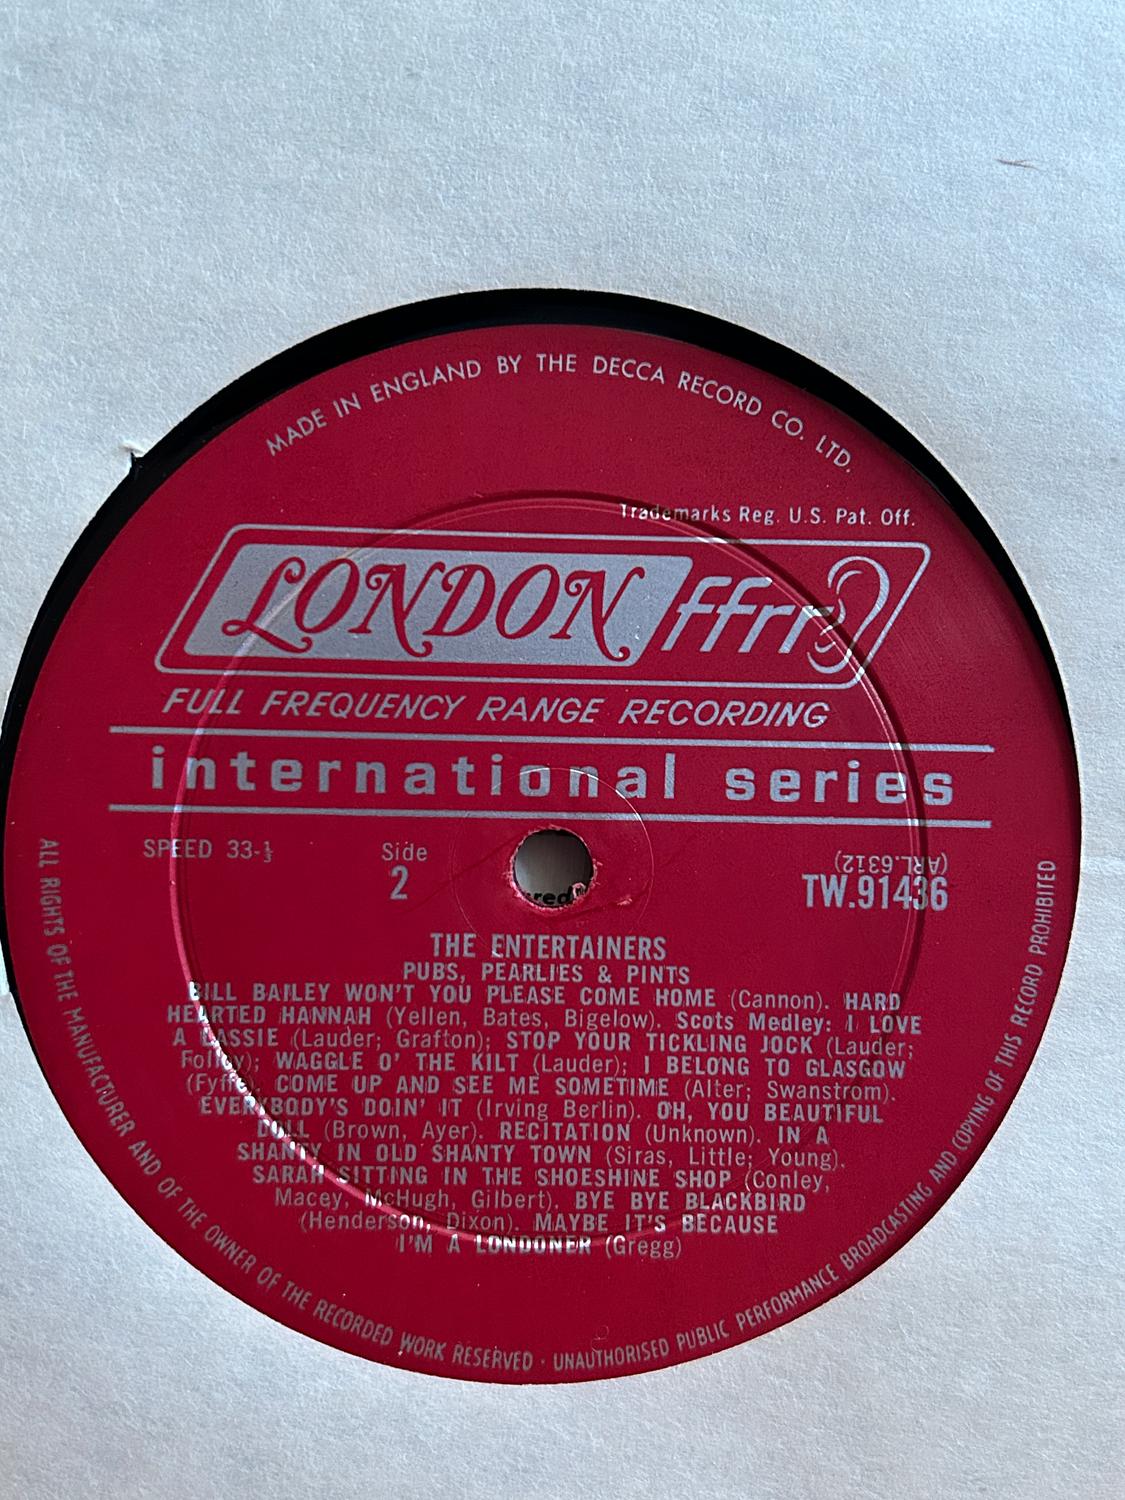 MADE IN ENGLAND BY THE DECCA RECORD CO. LTD.
Trademarks Reg. U.S. Pat. Off.
LONDON ffrr
FULL FREQUENCY RANGE RECORDING
international series
SPEED 33-⅓
Side
2
(ARL.6312)
TW.91436
red
THE ENTERTAINERS
PUBS, PEARLIES & PINTS
BILL BAILEY WON'T YOU PLEASE COME HOME (Cannon). HARD
HEARTED HANNAH (Yellen, Bates, Bigelow). Scots Medley: I LOVE
A LASSIE (Lauder; Grafton); STOP YOUR TICKLING JOCK (Lauder;
Folloy); WAGGLE O' THE KILT (Lauder); I BELONG TO GLASGOW
(Fyffe). COME UP AND SEE ME SOMETIME (Alter; Swanstrom).
EVERYBODY'S DOIN' IT (Irving Berlin). OH, YOU BEAUTIFUL
DOLL (Brown, Ayer). RECITATION (Unknown). IN A
SHANTY IN OLD SHANTY TOWN (Siras, Little; Young).
SARAH SITTING IN THE SHOESHINE SHOP (Conley,
Macey, McHugh, Gilbert). BYE BYE BLACKBIRD
(Henderson, Dixon). MAYBE IT'S BECAUSE
I'M A LONDONER (Gregg)
ALL RIGHTS OF THE MANUFACTURER AND OF THE OWNER OF THE RECORDED WORK RESERVED · UNAUTHORISED PUBLIC PERFORMANCE BROADCASTING AND COPYING OF THIS RECORD PROHIBITED